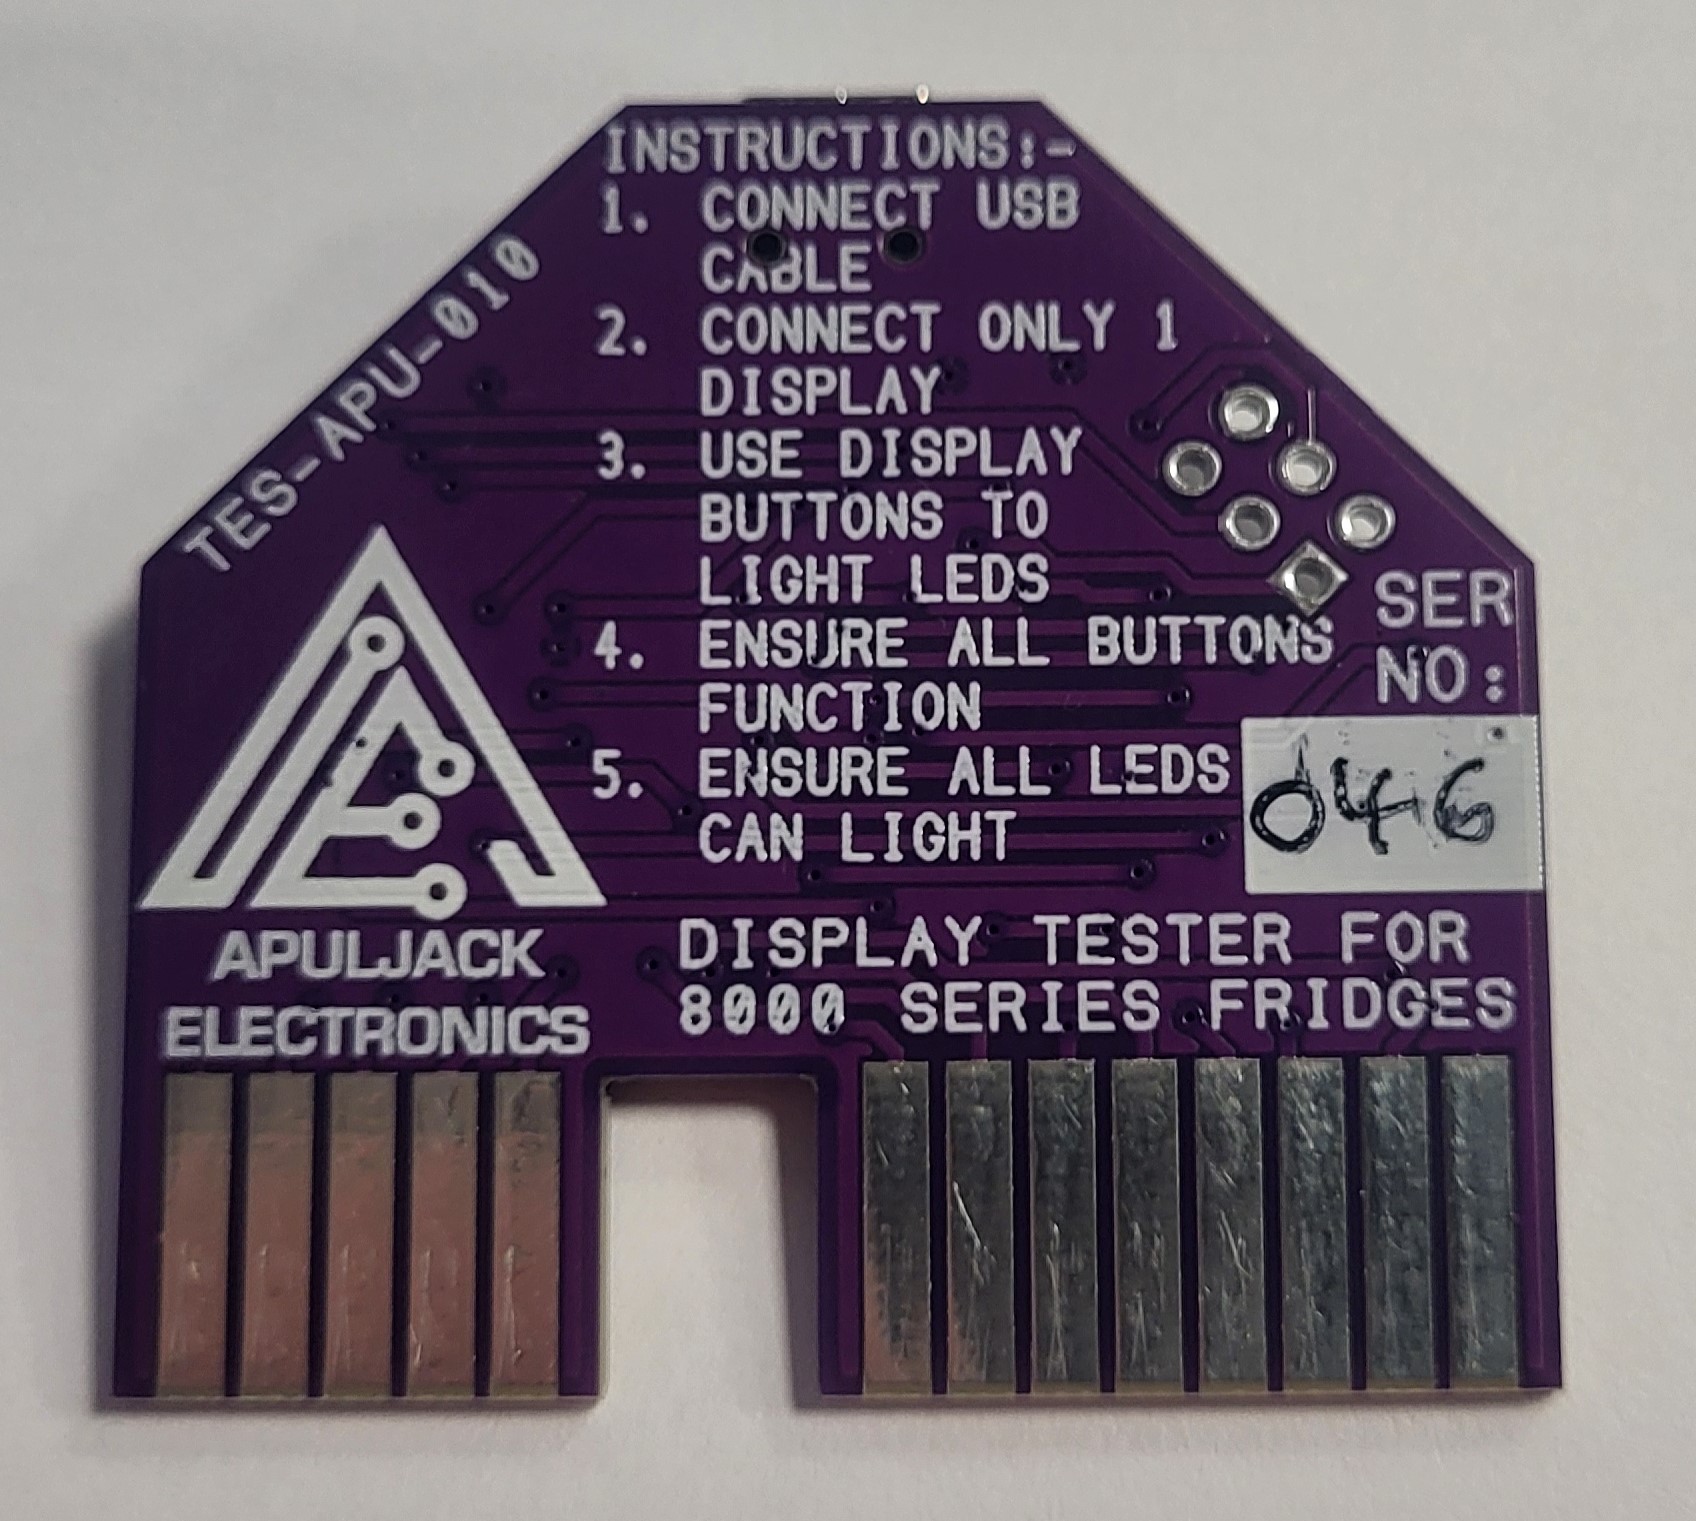 INSTRUCTIONS:-
1. CONNECT USB
CABLE
2. CONNECT ONLY 1
DISPLAY
3. USE DISPLAY
BUTTONS TO
LIGHT LEDS
4. ENSURE ALL BUTTONS
FUNCTION
5. ENSURE ALL LEDS
CAN LIGHT
TES-APU-010
SER
NO:
046
APULJACK
ELECTRONICS
DISPLAY TESTER FOR
8000 SERIES FRIDGES